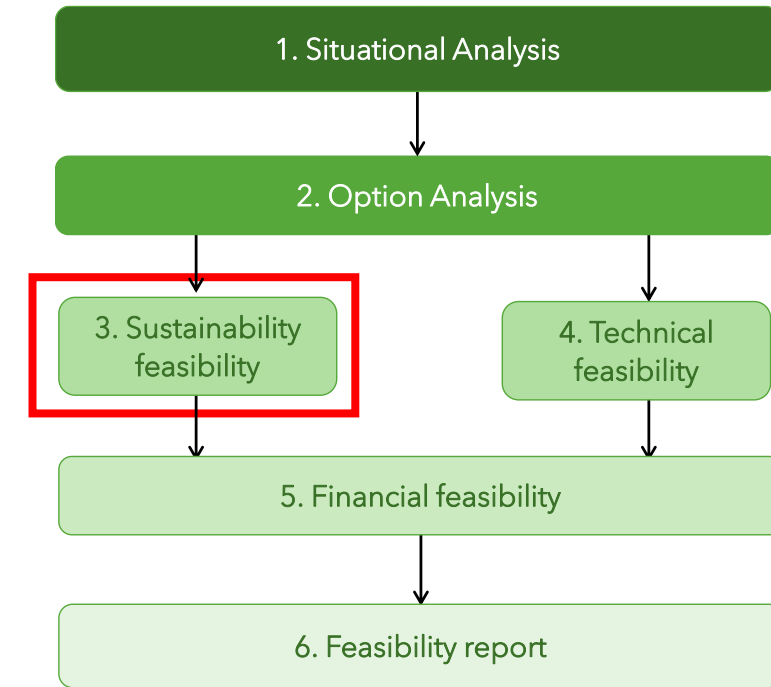 1. Situational Analysis
2. Option Analysis
3. Sustainability
feasibility
4. Technical
feasibility
5. Financial feasibility
6. Feasibility report